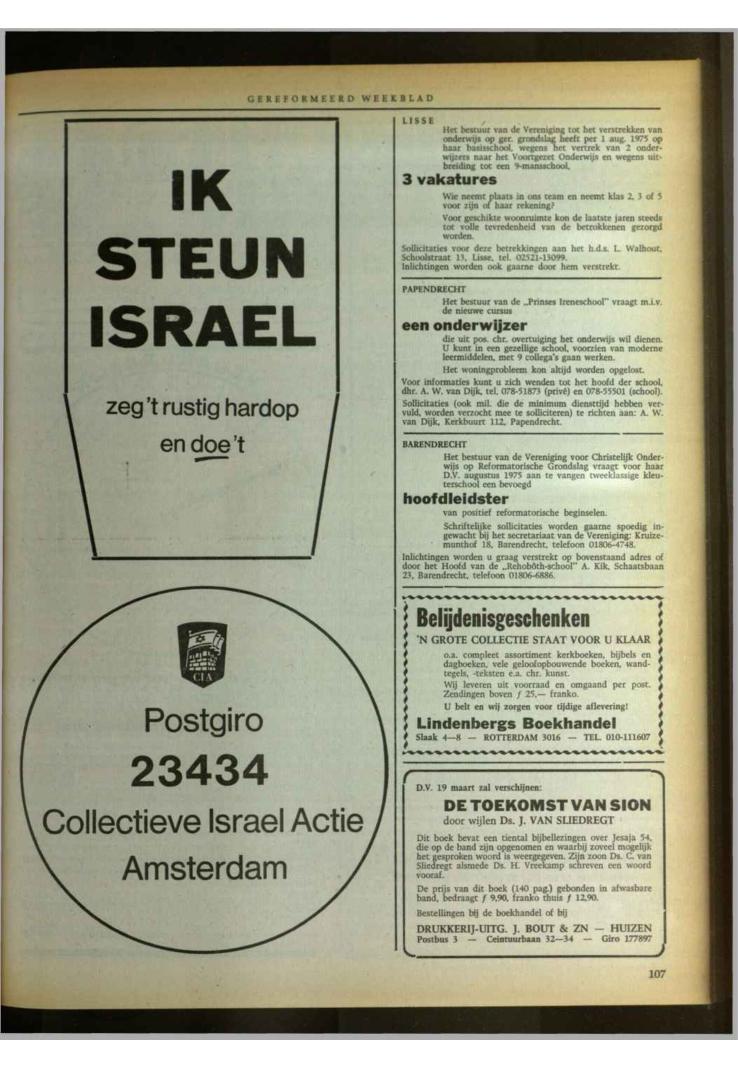 GEREFORMEERD WEEKBLAD
IK
STEUN
ISRAEL
zeg 't rustig hardop
en doe 't
CIA
Postgiro
23434
Collectieve Israel Actie
Amsterdam
LISSE
Het bestuur van de Vereniging tot het verstrekken van
onderwijs op ger. grondslag heeft per 1 aug. 1975 op
haar basisschool, wegens het vertrek van 2 onder-
wijzers naar het Voortgezet Onderwijs en wegens uit-
breiding tot een 9-mansschool,
3 vakatures
Wie neemt plaats in ons team en neemt klas 2, 3 of 5
voor zijn of haar rekening?
Voor geschikte woonruimte kon de laatste jaren steeds
tot volle tevredenheid van de betrokkenen gezorgd
worden.
Sollicitaties voor deze betrekkingen aan het h.d.s. L. Walhout,
Schoolstraat 13, Lisse, tel. 02521-13099.
Inlichtingen worden ook gaarne door hem verstrekt.
PAPENDRECHT
Het bestuur van de „Prinses Ireneschool" vraagt m.i.v.
de nieuwe cursus
een onderwijzer
die uit pos. chr. overtuiging het onderwijs wil dienen.
U kunt in een gezellige school, voorzien van moderne
leermiddelen, met 9 collega's gaan werken.
Het woningprobleem kon altijd worden opgelost.
Voor informaties kunt u zich wenden tot het hoofd der school,
dhr. A. W. van Dijk, tel. 078-51873 (privé) en 078-55501 (school).
Sollicitaties (ook mil. die de minimum diensttijd hebben ver-
vuld, worden verzocht mee te solliciteren) te richten aan: A. W.
van Dijk, Kerkbuurt 112, Papendrecht.
BARENDRECHT
Het bestuur van de Vereniging voor Christelijk Onder-
wijs op Reformatorische Grondslag vraagt voor haar
D.V. augustus 1975 aan te vangen tweeklassige kleu-
terschool een bevoegd
hoofdleidster
van positief reformatorische beginselen.
Schriftelijke sollicitaties worden gaarne spoedig in-
gewacht bij het secretariaat van de Vereniging: Kruize-
munthof 18, Barendrecht, telefoon 01806-4748.
Inlichtingen worden u graag verstrekt op bovenstaand adres of
door het Hoofd van de „Rehobôth-school" A. Kik, Schaatsbaan
23, Barendrecht, telefoon 01806-6886.
Belijdenisgeschenken
'N GROTE COLLECTIE STAAT VOOR U KLAAR
o.a. compleet assortiment kerkboeken, bijbels en
dagboeken, vele geloofopbouwende boeken, wand-
tegels, -teksten e.a. chr. kunst.
Wij leveren uit voorraad en omgaand per post.
Zendingen boven f 25,— franko.
U belt en wij zorgen voor tijdige aflevering!
Lindenbergs Boekhandel
Slaak 4—8 — ROTTERDAM 3016 — TEL. 010-111607
D.V. 19 maart zal verschijnen:
DE TOEKOMST VAN SION
door wijlen Ds. J. VAN SLIEDREGT
Dit boek bevat een tiental bijbellezingen over Jesaja 54,
die op de band zijn opgenomen en waarbij zoveel mogelijk
het gesproken woord is weergegeven. Zijn zoon Ds. C. van
Sliedregt alsmede Ds. H. Vreekamp schreven een woord
vooraf.
De prijs van dit boek (140 pag.) gebonden in afwasbare
band, bedraagt f 9,90, franko thuis f 12,90.
Bestellingen bij de boekhandel of bij
DRUKKERIJ-UITG. J. BOUT & ZN — HUIZEN
Postbus 3 — Ceintuurbaan 32—34 — Giro 177897
107